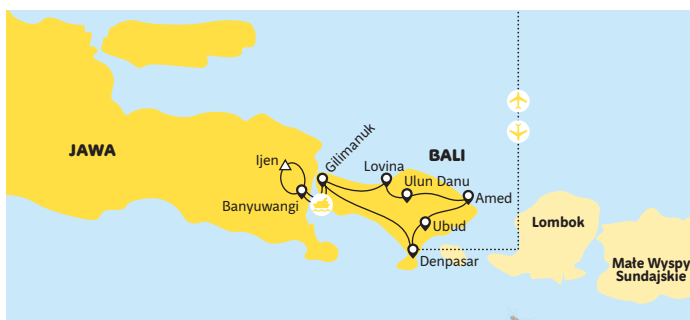 JAWA
Ijen
Banyuwangi
Gilimanuk
Lovina
BALI
Ulun Danu
Amed
Ubud
Denpasar
Lombok
Małe Wyspy
Sundajskie